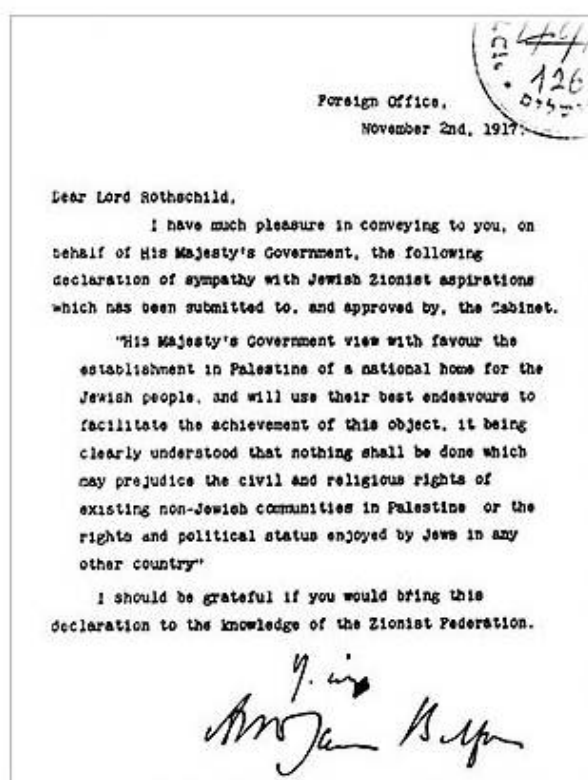 126
Foreign Office,
November 2nd, 1917.
Dear Lord Rothschild,
I have much pleasure in conveying to you, on
behalf of His Majesty's Government, the following
declaration of sympathy with Jewish Zionist aspirations
which has been submitted to, and approved by, the Cabinet.
"His Majesty's Government view with favour the
establishment in Palestine of a national home for the
Jewish people, and will use their best endeavours to
facilitate the achievement of this object, it being
clearly understood that nothing shall be done which
may prejudice the civil and religious rights of
existing non-Jewish communities in Palestine or the
rights and political status enjoyed by Jews in any
other country"
I should be grateful if you would bring this
declaration to the knowledge of the Zionist Federation.